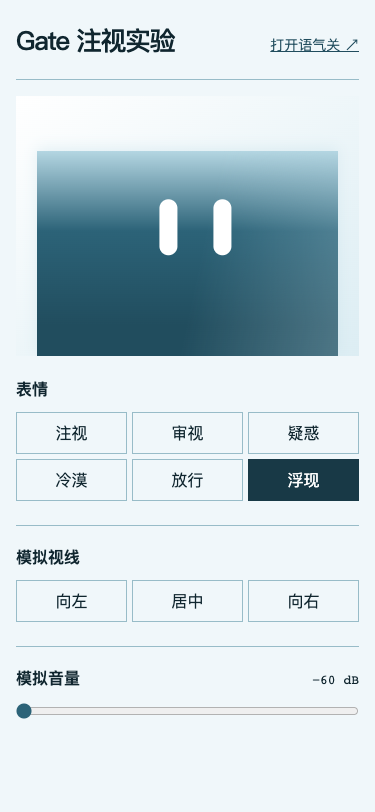 Gate 注视实验
打开语气关 ↗
表情
注视 审视 疑惑
冷漠 放行 浮现
模拟视线
向左 居中 向右
模拟音量
−60 dB